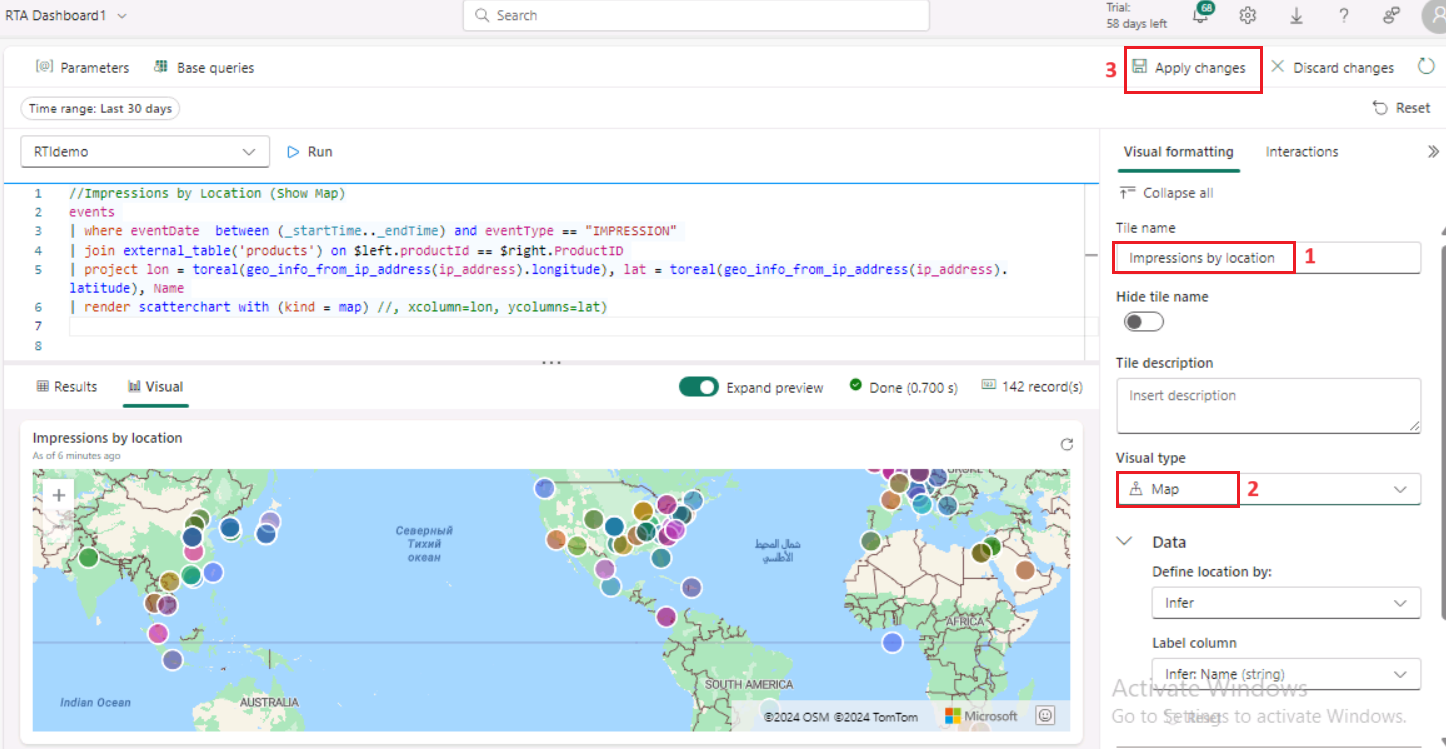 RTA Dashboard1
Search
Trial:
58 days left
68
Parameters
Base queries
3
Apply changes
Discard changes
Time range: Last 30 days
Reset
RTIdemo
Run
Visual formatting
Interactions
1 //Impressions by Location (Show Map)
2 events
3 | where eventDate  between (_startTime.._endTime) and eventType == "IMPRESSION"
4 | join external_table('products') on $left.productId == $right.ProductID
5 | project lon = toreal(geo_info_from_ip_address(ip_address).longitude), lat = toreal(geo_info_from_ip_address(ip_address).
latitude), Name
6 | render scatterchart with (kind = map) //, xcolumn=lon, ycolumns=lat)
7
8
Collapse all
Tile name
Impressions by location
1
Hide tile name
Tile description
Insert description
Results
Visual
Expand preview
Done (0.700 s)
142 record(s)
Impressions by location
As of 6 minutes ago
Visual type
Map
2
Data
Define location by:
Infer
Label column
Infer: Name (string)
Северный
Тихий
океан
شمال المحيط
الأطلسي
AFRICA
SOUTH AMERICA
Indian Ocean
AUSTRALIA
©2024 OSM ©2024 TomTom
Microsoft
Activate Windows
Go to Settings to activate Windows.
Reset